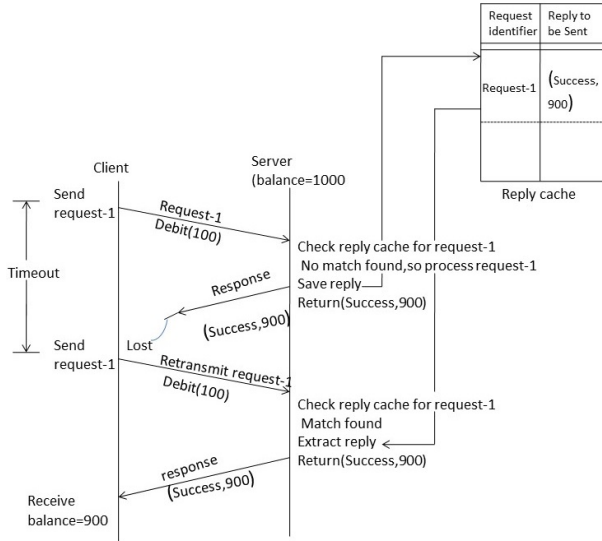 Request identifier
Reply to be Sent
Request-1
(Success, 900)
Reply cache
Client
Server
(balance=1000
Send
request-1
Request-1
Debit(100)
Timeout
Check reply cache for request-1
No match found,so process request-1
Save reply
Return(Success,900)
Response
(Success,900)
Lost
Send
request-1
Retransmit request-1
Debit(100)
Check reply cache for request-1
Match found
Extract reply
Return(Success,900)
response
(Success,900)
Receive
balance=900